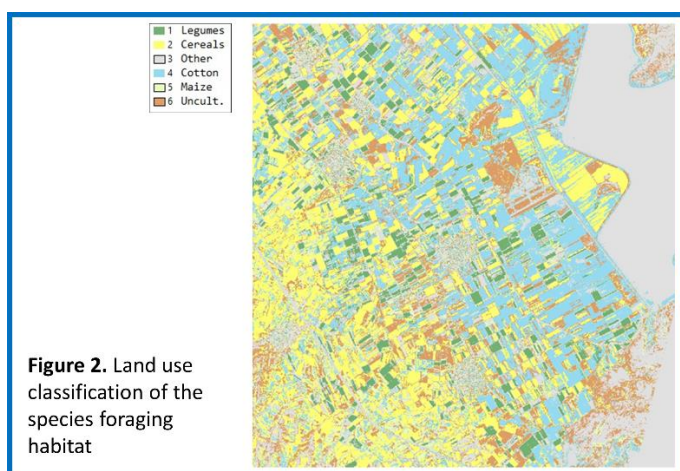 1 Legumes
2 Cereals
3 Other
4 Cotton
5 Maize
6 Uncult.
Figure 2. Land use
classification of the
species foraging
habitat